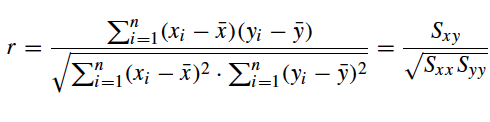 r = \frac{\sum_{i=1}^{n}(x_i - \bar{x})(y_i - \bar{y})}{\sqrt{\sum_{i=1}^{n}(x_i - \bar{x})^2 \cdot \sum_{i=1}^{n}(y_i - \bar{y})^2}} = \frac{S_{xy}}{\sqrt{S_{xx} S_{yy}}}